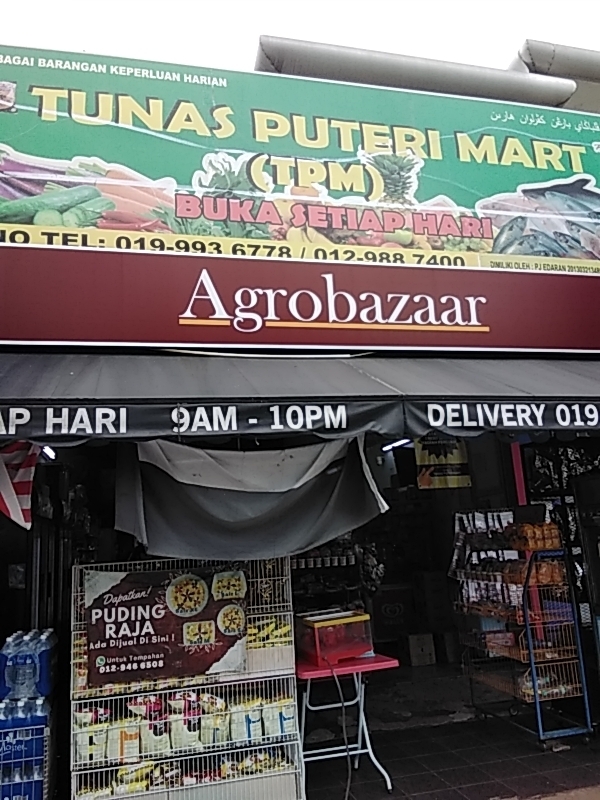 BAGAI BARANGAN KEPERLUAN HARIAN
TUNAS PUTERI MART
(TPM)
BUKA SETIAP HARI
NO TEL: 019-993 6778 / 012-988 7400
DIMILIKI OLEH : PJ EDARAN
Agrobazaar
AP HARI 9AM - 10PM DELIVERY 019
Dapatkan!
PUDING
RAJA
Ada Dijual Di Sini !
Untuk Tempahan
012-946 6508